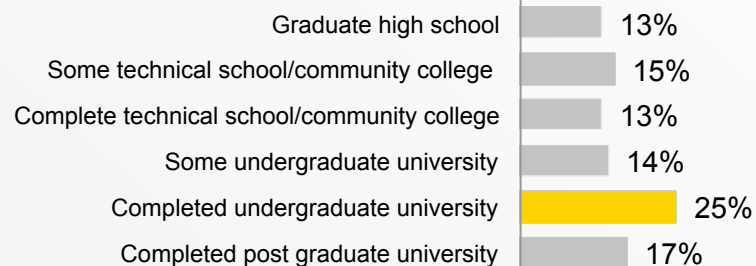 Graduate high school 13%
Some technical school/community college 15%
Complete technical school/community college 13%
Some undergraduate university 14%
Completed undergraduate university 25%
Completed post graduate university 17%